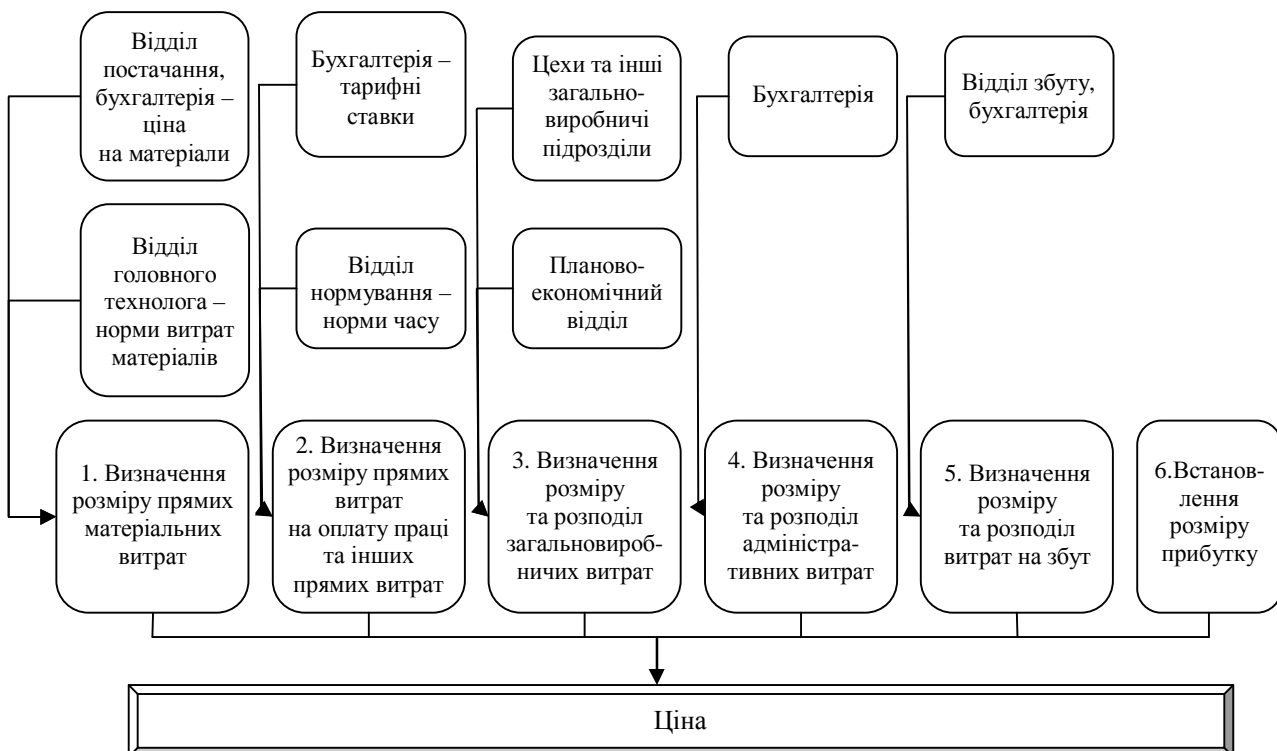 Відділ
постачання,
бухгалтерія –
ціна
на матеріали
Бухгалтерія –
тарифні
ставки
Цехи та інші
загально-
виробничі
підрозділи
Бухгалтерія
Відділ збуту,
бухгалтерія
Відділ
головного
технолога –
норми витрат
матеріалів
Відділ
нормування –
норми часу
Планово-
економічний
відділ
1. Визначення
розміру прямих
матеріальних
витрат
2. Визначення
розміру прямих
витрат
на оплату праці
та інших
прямих витрат
3. Визначення
розміру
та розподіл
загальновироб-
ничих витрат
4. Визначення
розміру
та розподіл
адміністра-
тивних витрат
5. Визначення
розміру
та розподіл
витрат на збут
6.Встанов-
лення
розміру
прибутку
Ціна